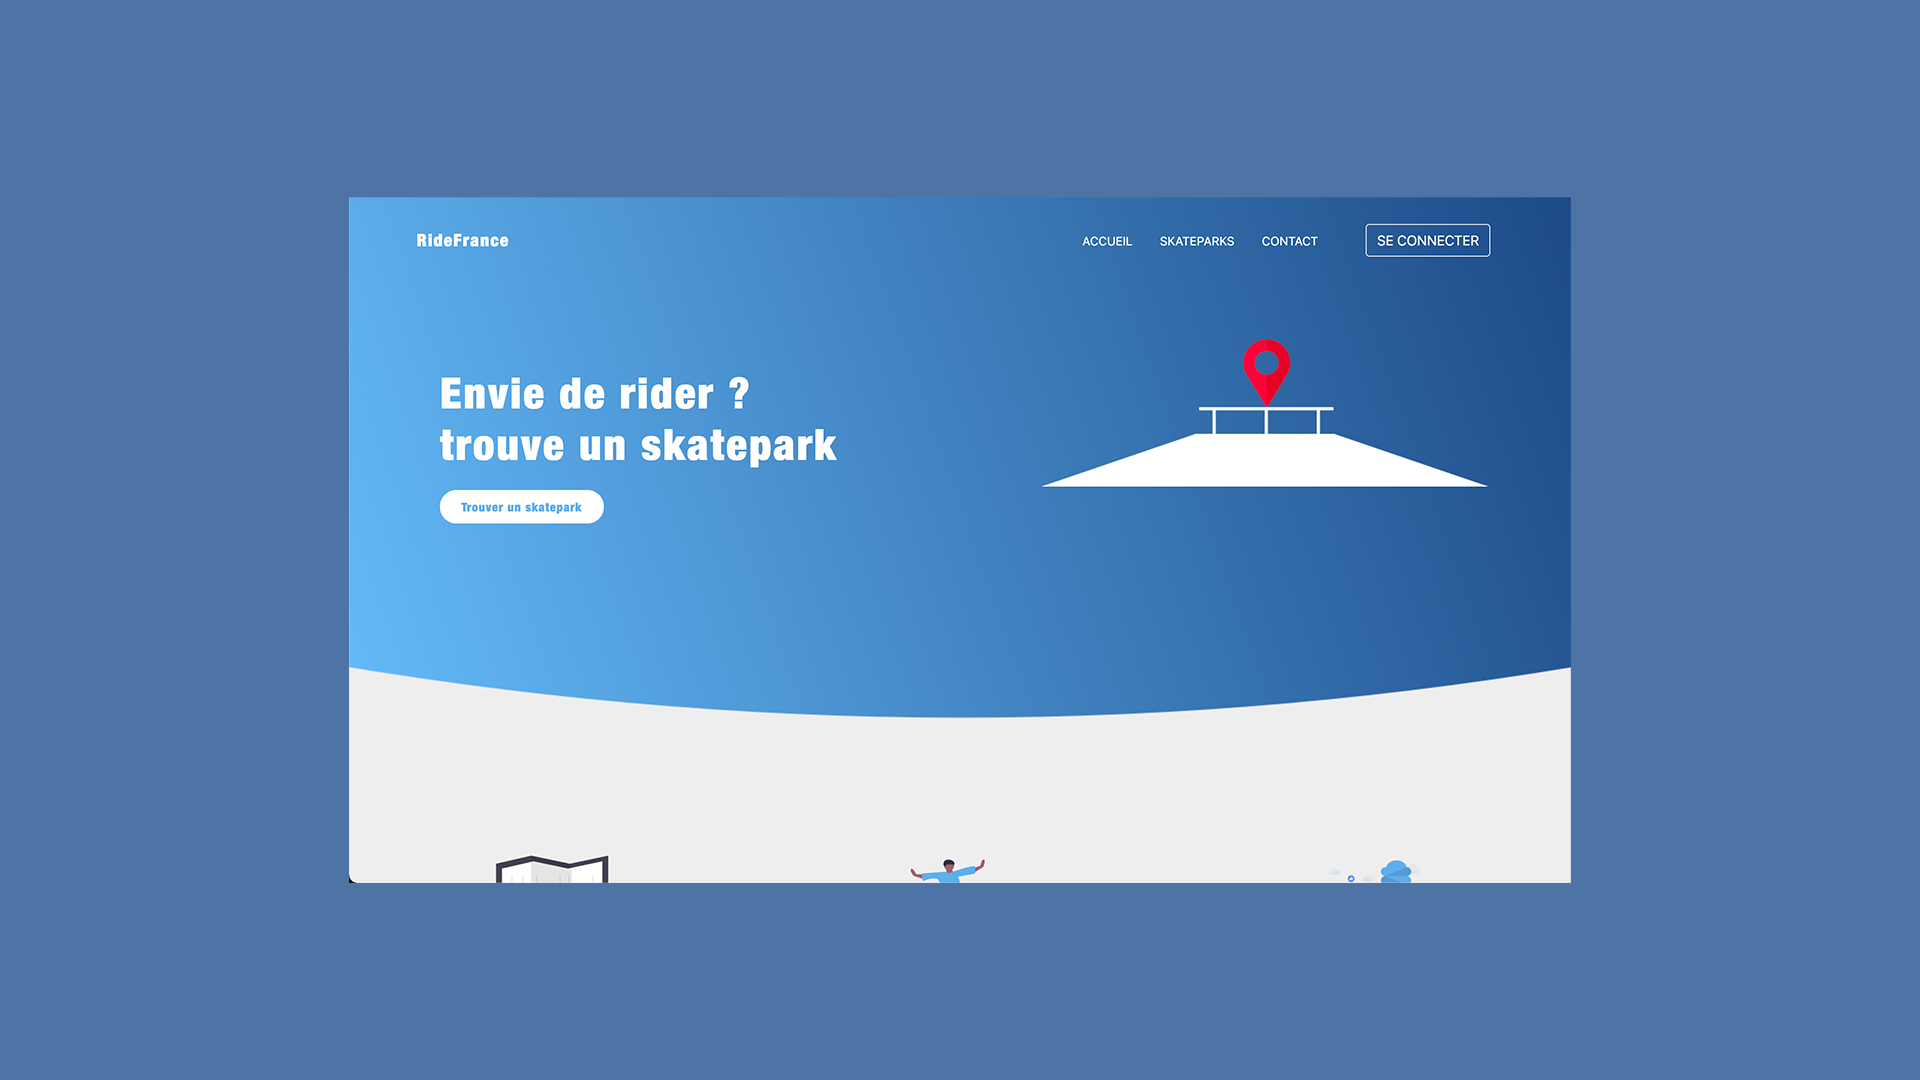 RideFrance
ACCUEIL
SKATEPARKS
CONTACT
SE CONNECTER
Envie de rider ?
trouve un skatepark
Trouver un skatepark